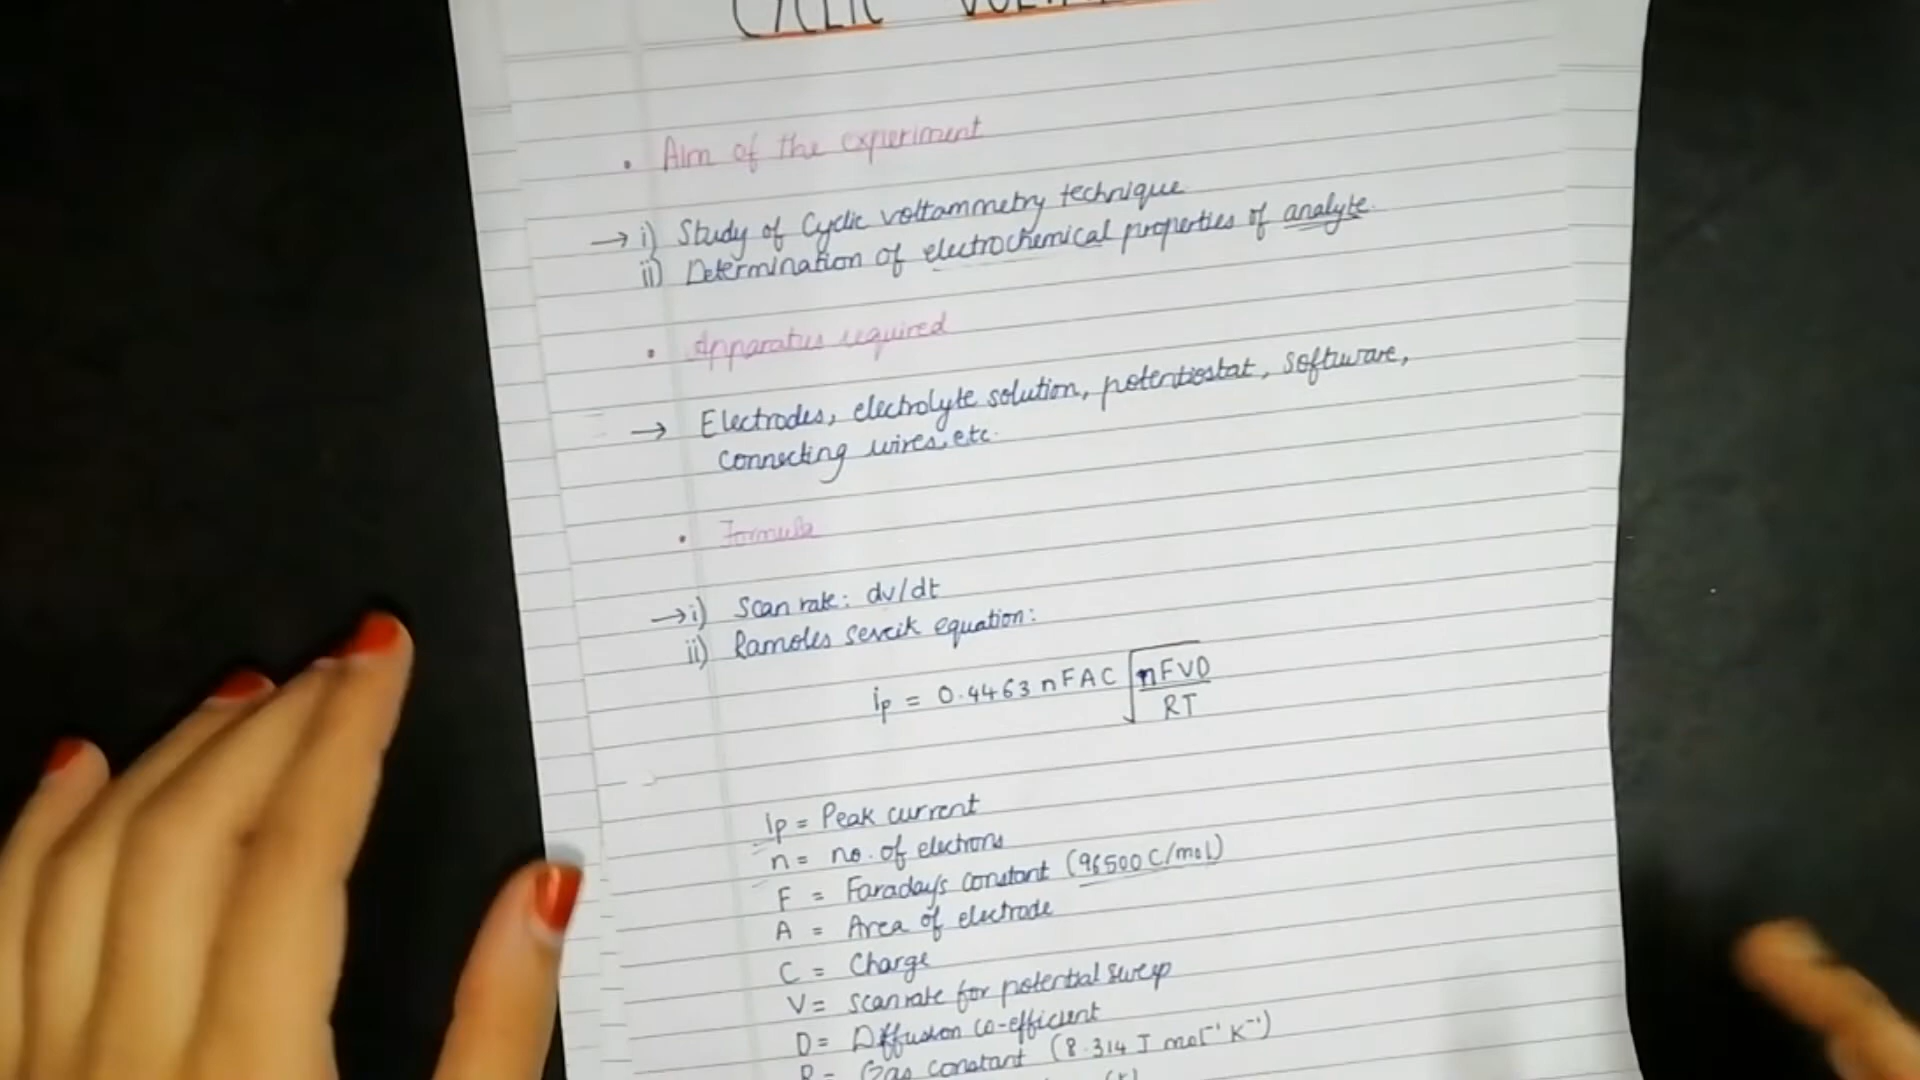 CYCLIC
• Aim of the experiment
→ i) Study of Cyclic voltammetry technique
ii) Determination of electrochemical properties of analyte.
• Apparatus required
→ Electrodes, electrolyte solution, potentiostat, software,
connecting wires, etc.
• Formula
→ i) Scan rate: dv/dt
ii) Ramoles sevcik equation:
ip = 0.4463 nFAC √(nFVD/RT)
ip = Peak current
n = no. of electrons
F = Faraday's constant (96500 C/mol)
A = Area of electrode
C = Charge
V = scan rate for potential sweep
D = Diffusion co-efficient
R = Gas constant (8.314 J mol⁻¹ K⁻¹)